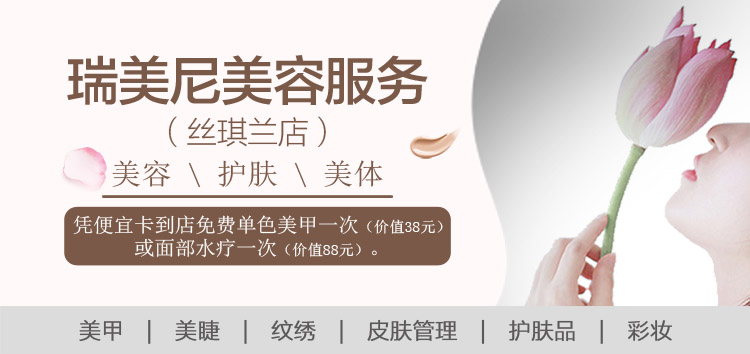 瑞美尼美容服务
（丝琪兰店）
美容 \ 护肤 \ 美体
凭便宜卡到店免费单色美甲一次（价值38元）
或面部水疗一次（价值88元）。
美甲 | 美睫 | 纹绣 | 皮肤管理 | 护肤品 | 彩妆